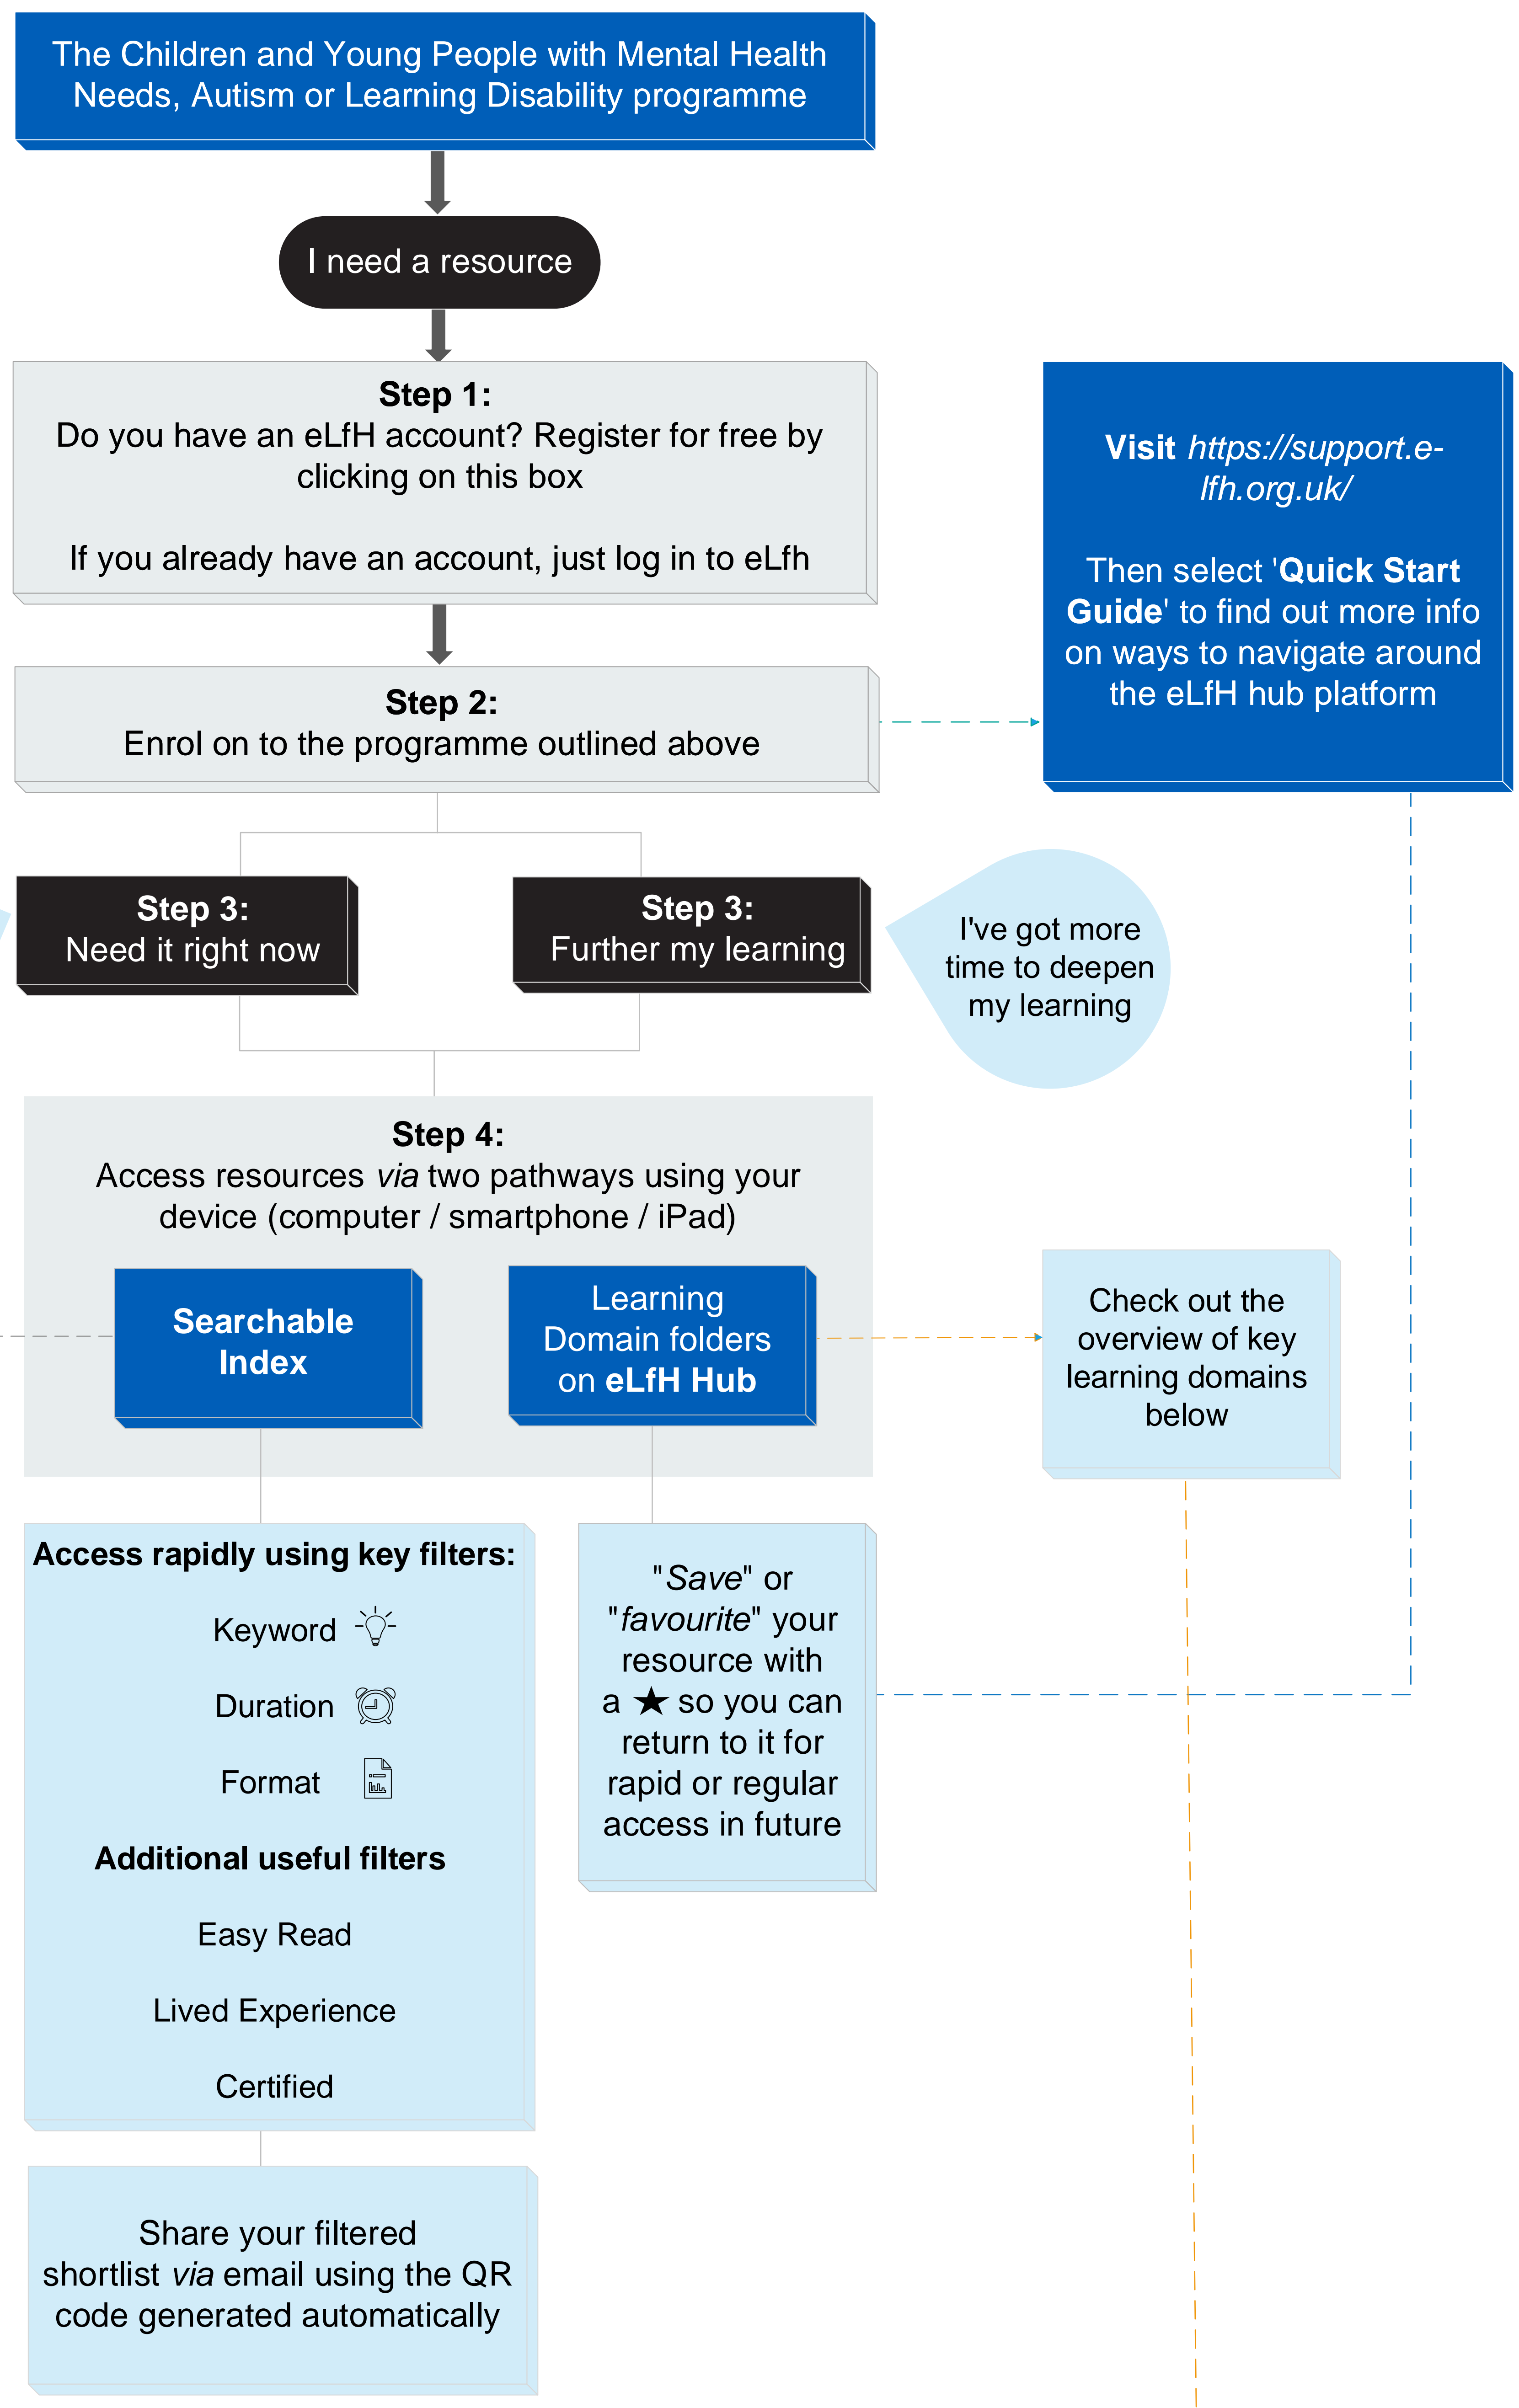 The Children and Young People with Mental Health
Needs, Autism or Learning Disability programme
I need a resource
Step 1:
Do you have an eLfH account? Register for free by
clicking on this box
If you already have an account, just log in to eLfh
Visit https://support.e-
lfh.org.uk/
Then select 'Quick Start
Guide' to find out more info
on ways to navigate around
the eLfH hub platform
Step 2:
Enrol on to the programme outlined above
Step 3:
Need it right now
Step 3:
Further my learning
I've got more
time to deepen
my learning
Step 4:
Access resources via two pathways using your
device (computer / smartphone / iPad)
Searchable
Index
Learning
Domain folders
on eLfH Hub
Check out the
overview of key
learning domains
below
Access rapidly using key filters:
Keyword
Duration
Format
Additional useful filters
Easy Read
Lived Experience
Certified
"Save" or
"favourite" your
resource with
a ★ so you can
return to it for
rapid or regular
access in future
Share your filtered
shortlist via email using the QR
code generated automatically